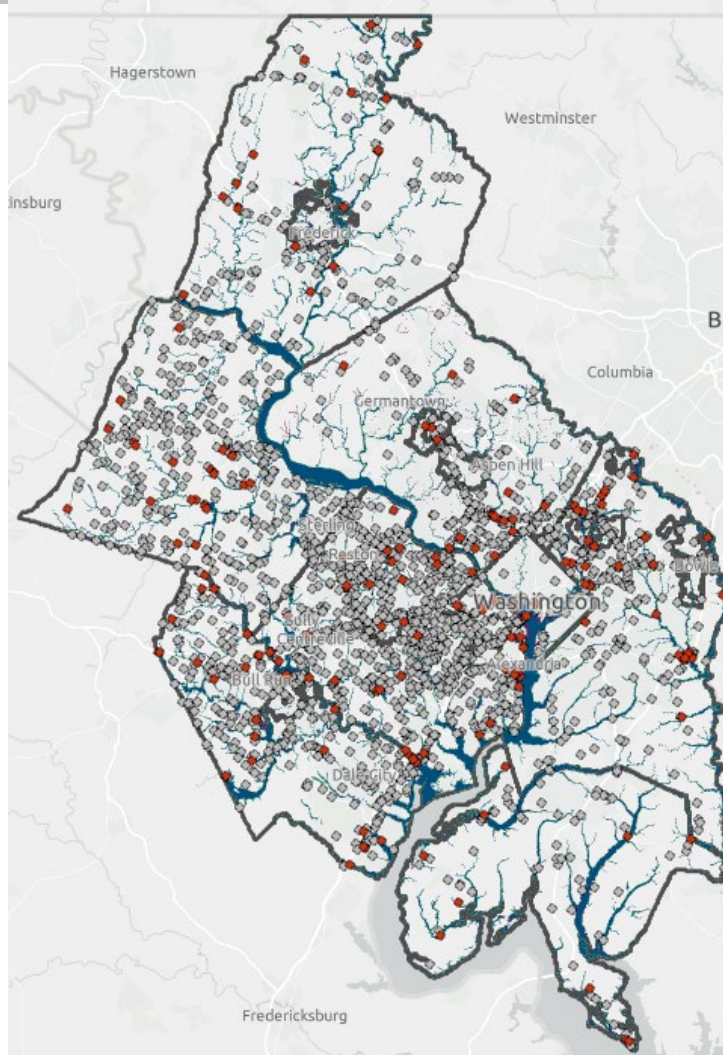 Hagerstown
Westminster
insburg
Frederick
B
Columbia
Germantown
Aspen Hill
Sterling
Reston
Bowie
Washington
Sully
Centreville
Alexandria
Bull Run
Dale City
Fredericksburg